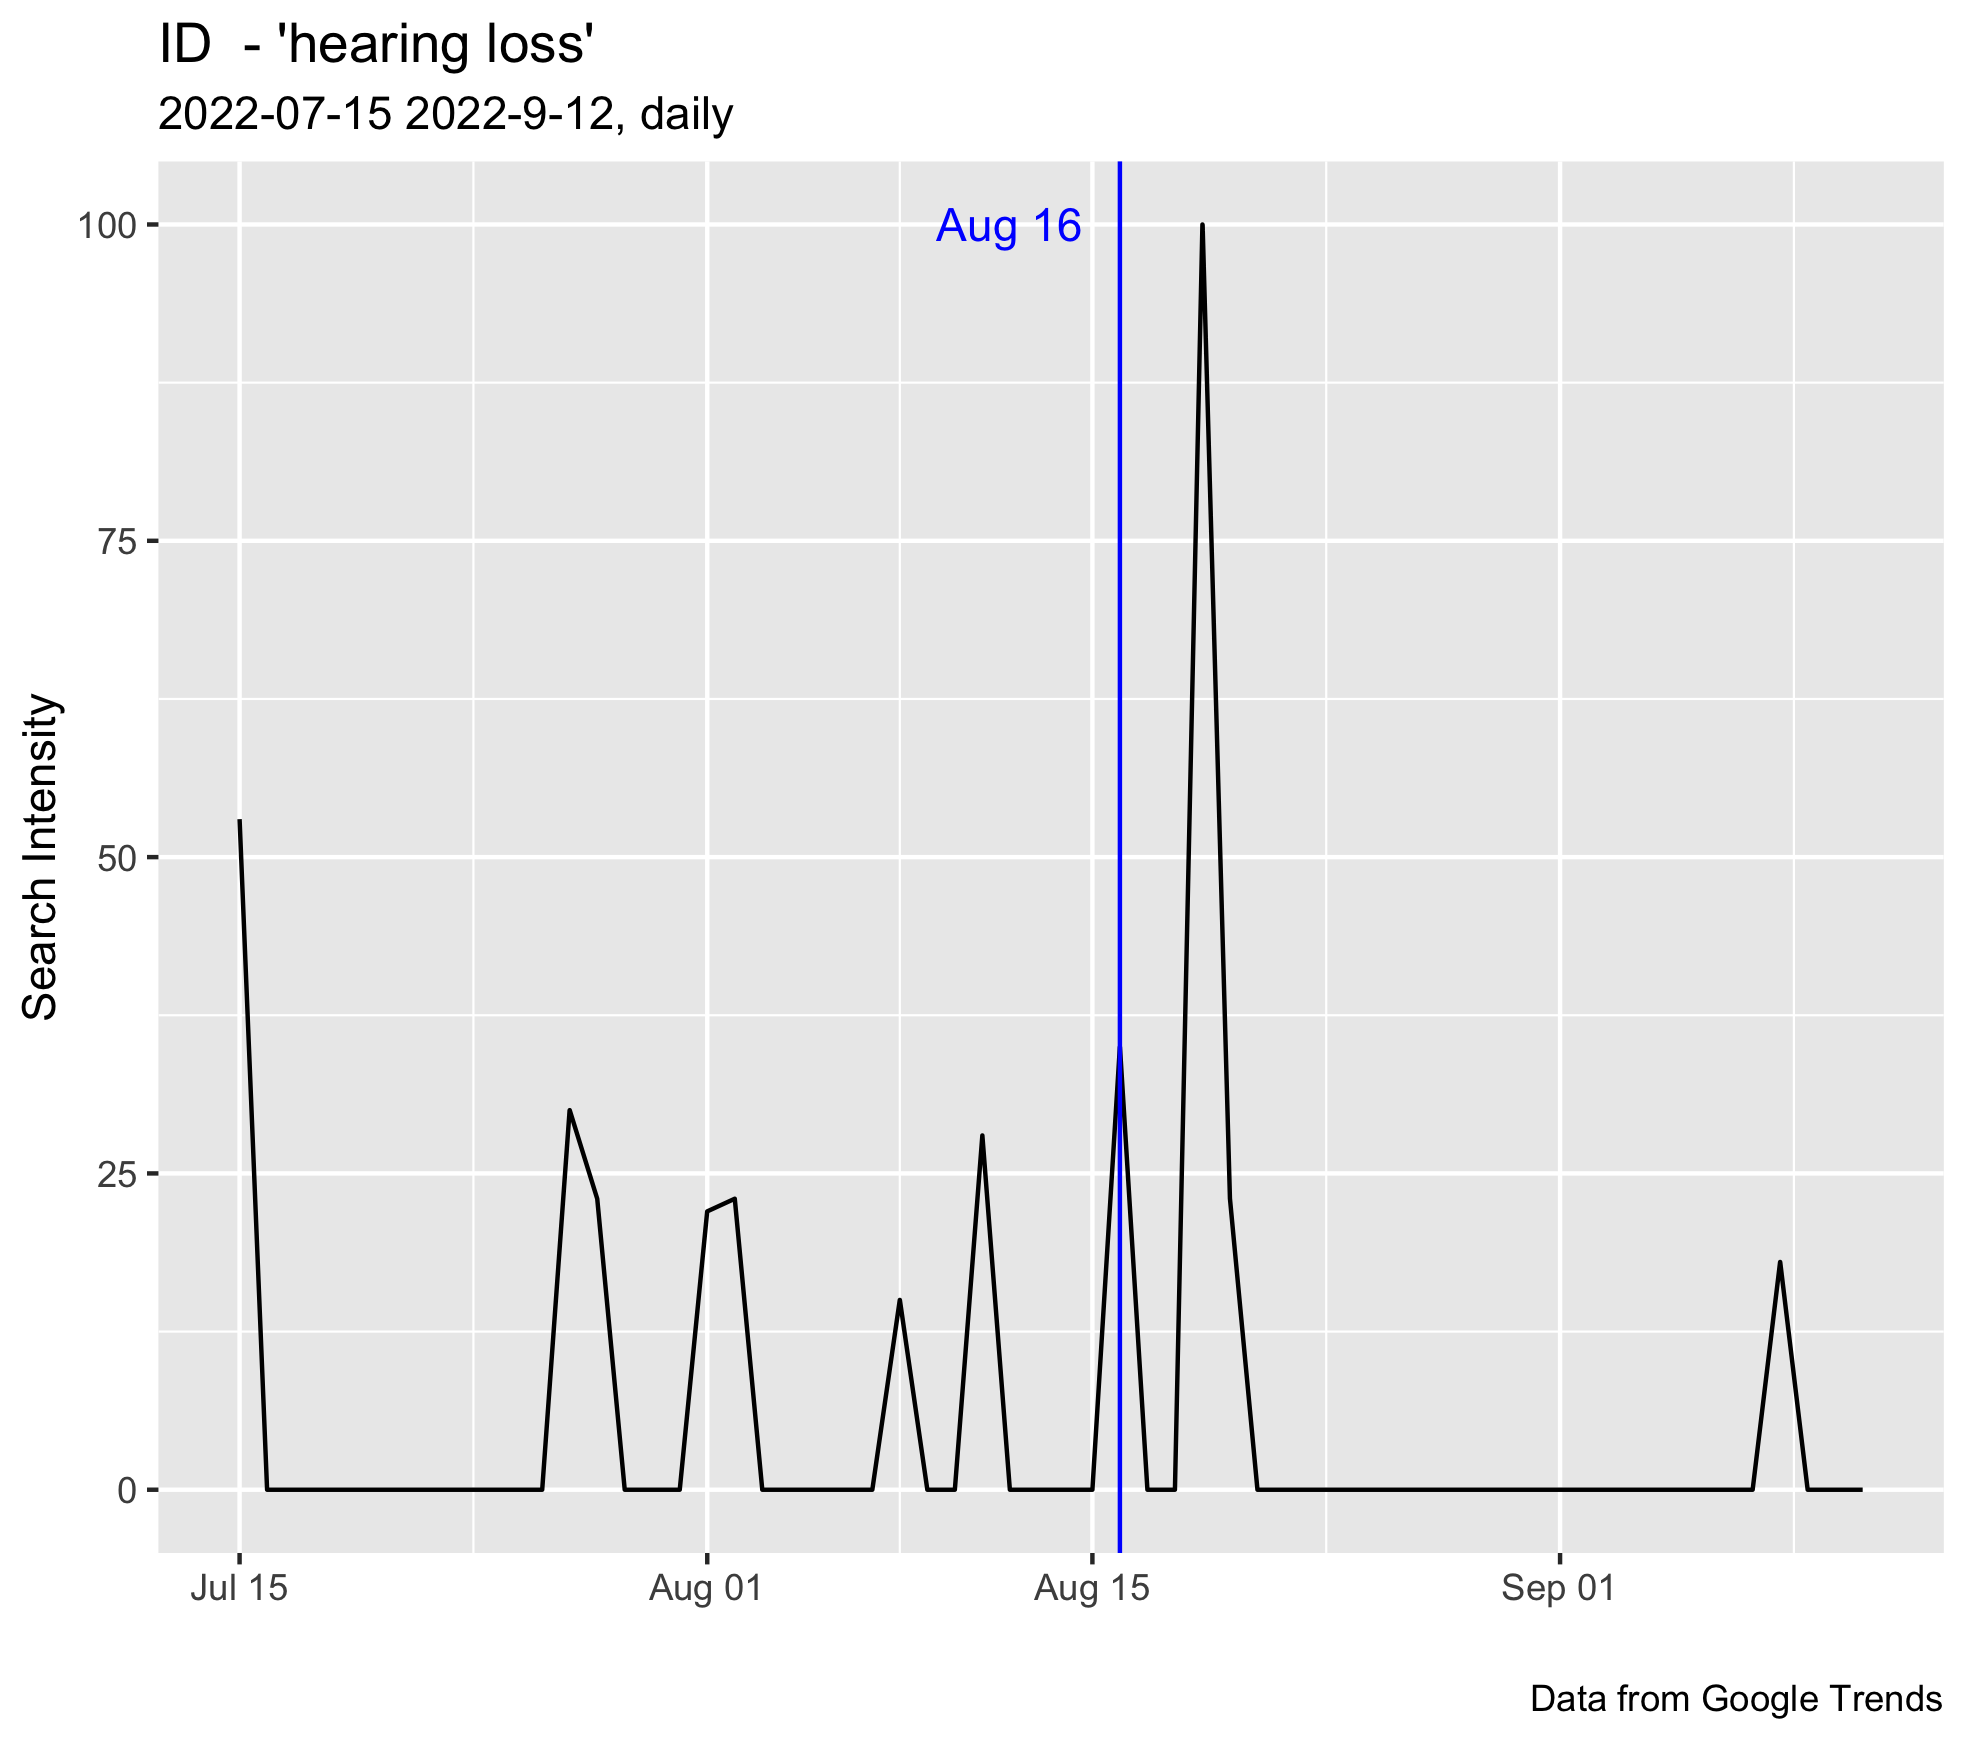 ID  - 'hearing loss'
2022-07-15 2022-9-12, daily
Aug 16
100
75
50
25
0
Search Intensity
Jul 15
Aug 01
Aug 15
Sep 01
Data from Google Trends